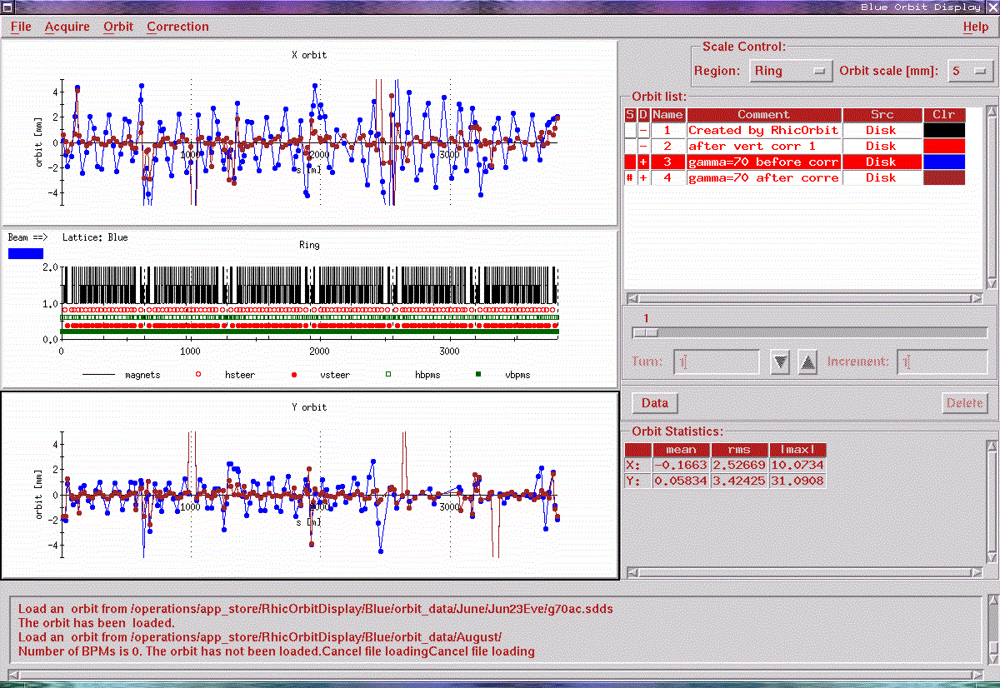 Blue Orbit Display
File Acquire Orbit Correction Help
X orbit
4
2
0
-2
-4
orbit [mm]
1000 2000 3000
s [m]
Beam ==> Lattice: Blue
Ring
2.0
1.0
0.0
0 1000 2000 3000
magnets hsteer vsteer hbpms vbpms
Y orbit
4
2
0
-2
-4
orbit [mm]
1000 2000 3000
s [m]
Scale Control:
Region: Ring Orbit scale [mm]: 5
Orbit list:
S D Name Comment Src Clr
- 1 Created by RhicOrbit Disk
- 2 after vert corr 1 Disk
+ 3 gamma=70 before corr Disk
# + 4 gamma=70 after corre Disk
1
Turn: 1 Increment: 1
Data Delete
Orbit Statistics:
mean rms |max|
X: -0.1663 2.52669 10.0734
Y: 0.05834 3.42425 31.0908
Load an orbit from /operations/app_store/RhicOrbitDisplay/Blue/orbit_data/June/Jun23Eve/g70ac.sdds
The orbit has been loaded.
Load an orbit from /operations/app_store/RhicOrbitDisplay/Blue/orbit_data/August/
Number of BPMs is 0. The orbit has not been loaded.Cancel file loadingCancel file loading